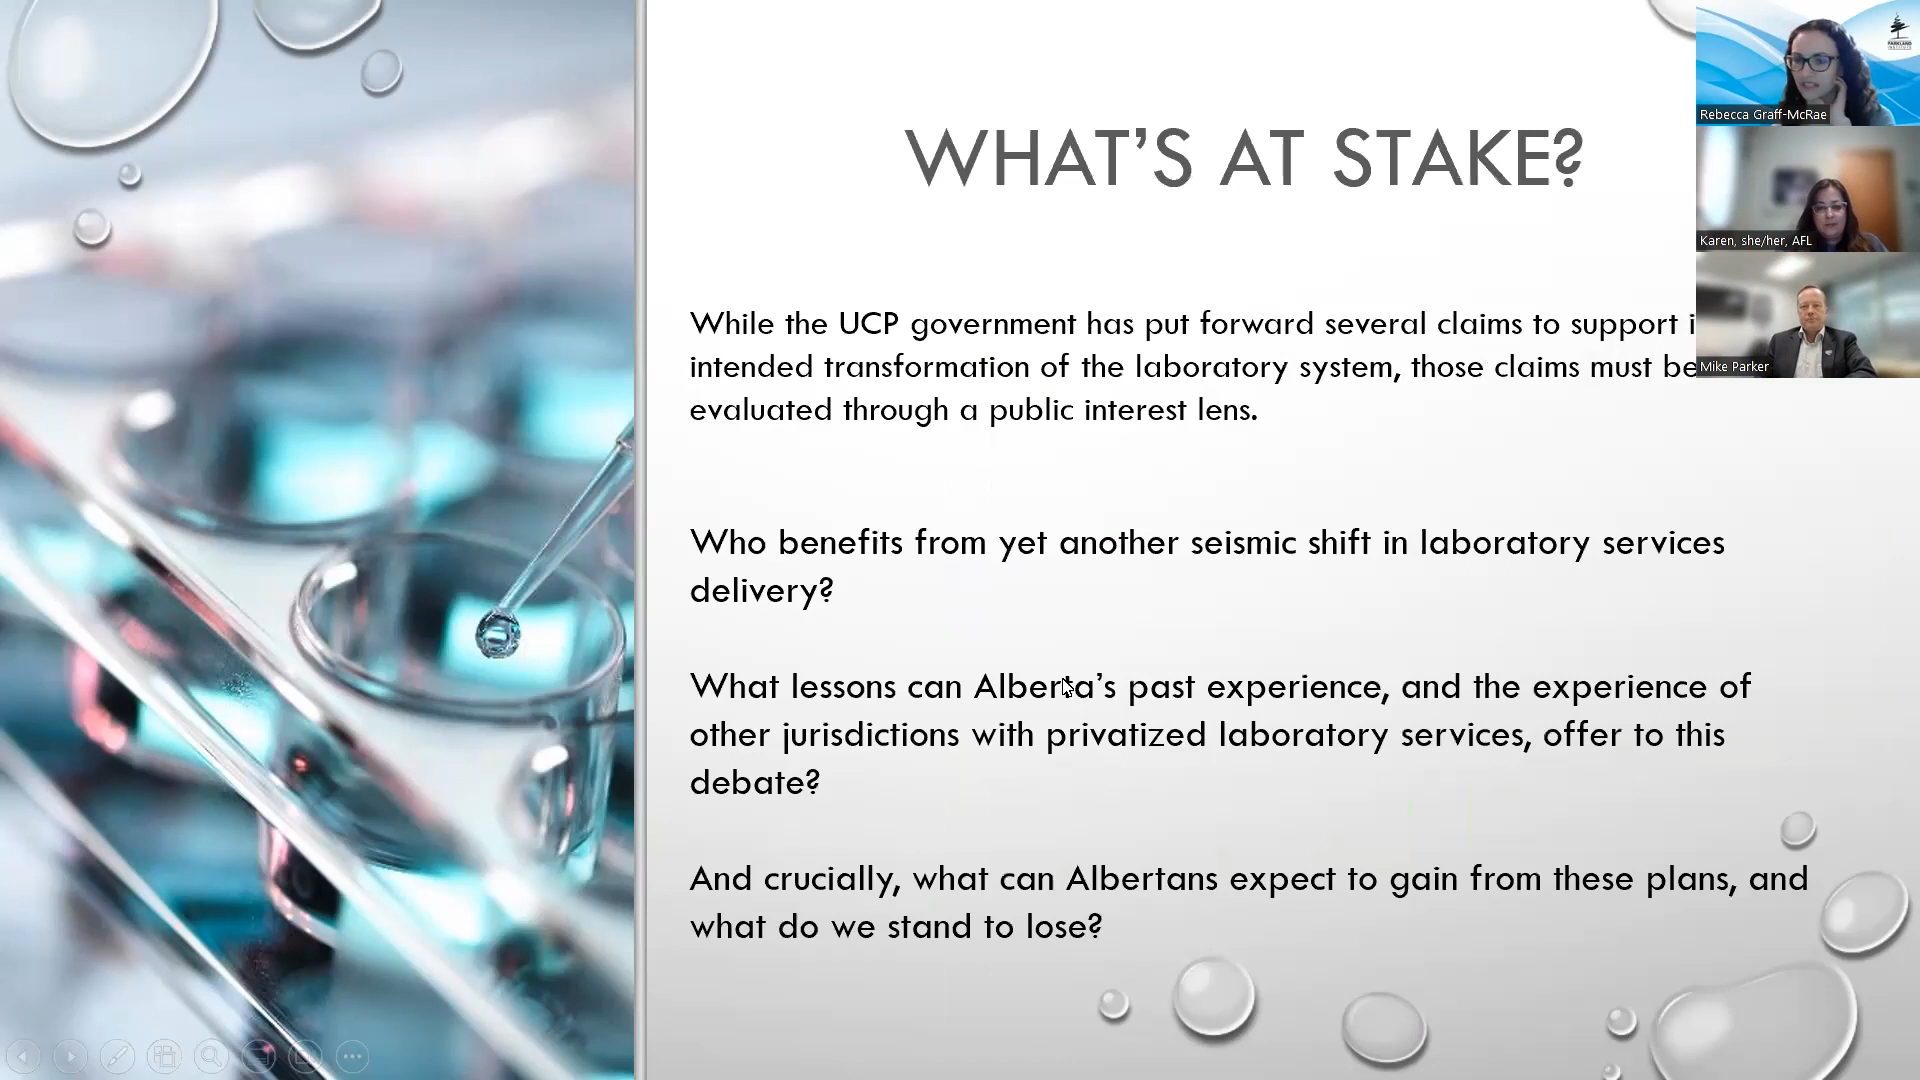 WHAT'S AT STAKE?
While the UCP government has put forward several claims to support i
intended transformation of the laboratory system, those claims must be
evaluated through a public interest lens.
Who benefits from yet another seismic shift in laboratory services
delivery?
What lessons can Alberta's past experience, and the experience of
other jurisdictions with privatized laboratory services, offer to this
debate?
And crucially, what can Albertans expect to gain from these plans, and
what do we stand to lose?
PARKLAND
INSTITUTE
Rebecca Graff-McRae
Karen, she/her, AFL
Mike Parker